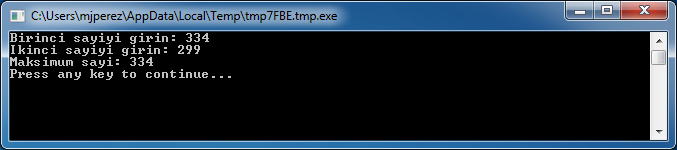 C:\Users\mjperez\AppData\Local\Temp\tmp7FBE.tmp.exe
Birinci sayiyi girin: 334
Ikinci sayiyi girin: 299
Maksimum sayi: 334
Press any key to continue...